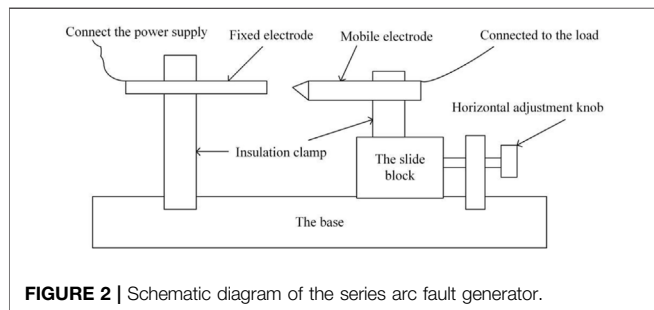 Connect the power supply
Fixed electrode
Mobile electrode
Connected to the load
Horizontal adjustment knob
Insulation clamp
The slide
block
The base
FIGURE 2 | Schematic diagram of the series arc fault generator.